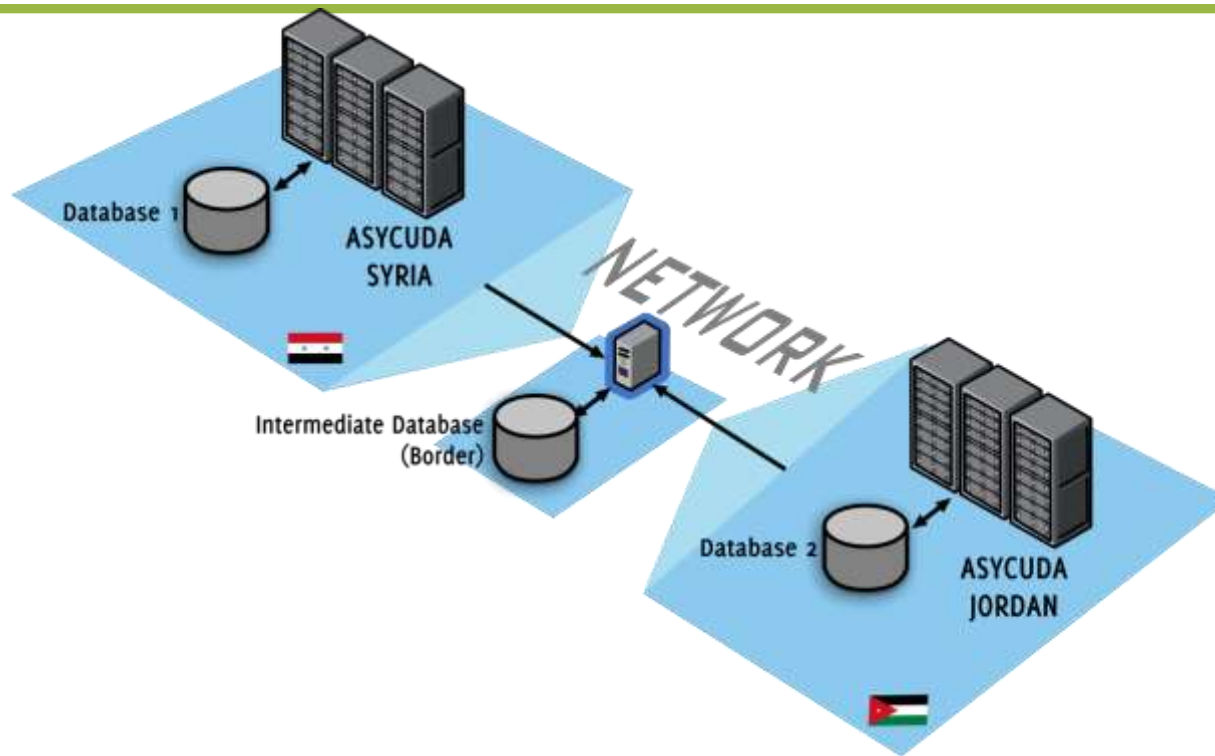 Database 1
ASYCUDA
SYRIA
NETWORK
Intermediate Database
(Border)
Database 2
ASYCUDA
JORDAN